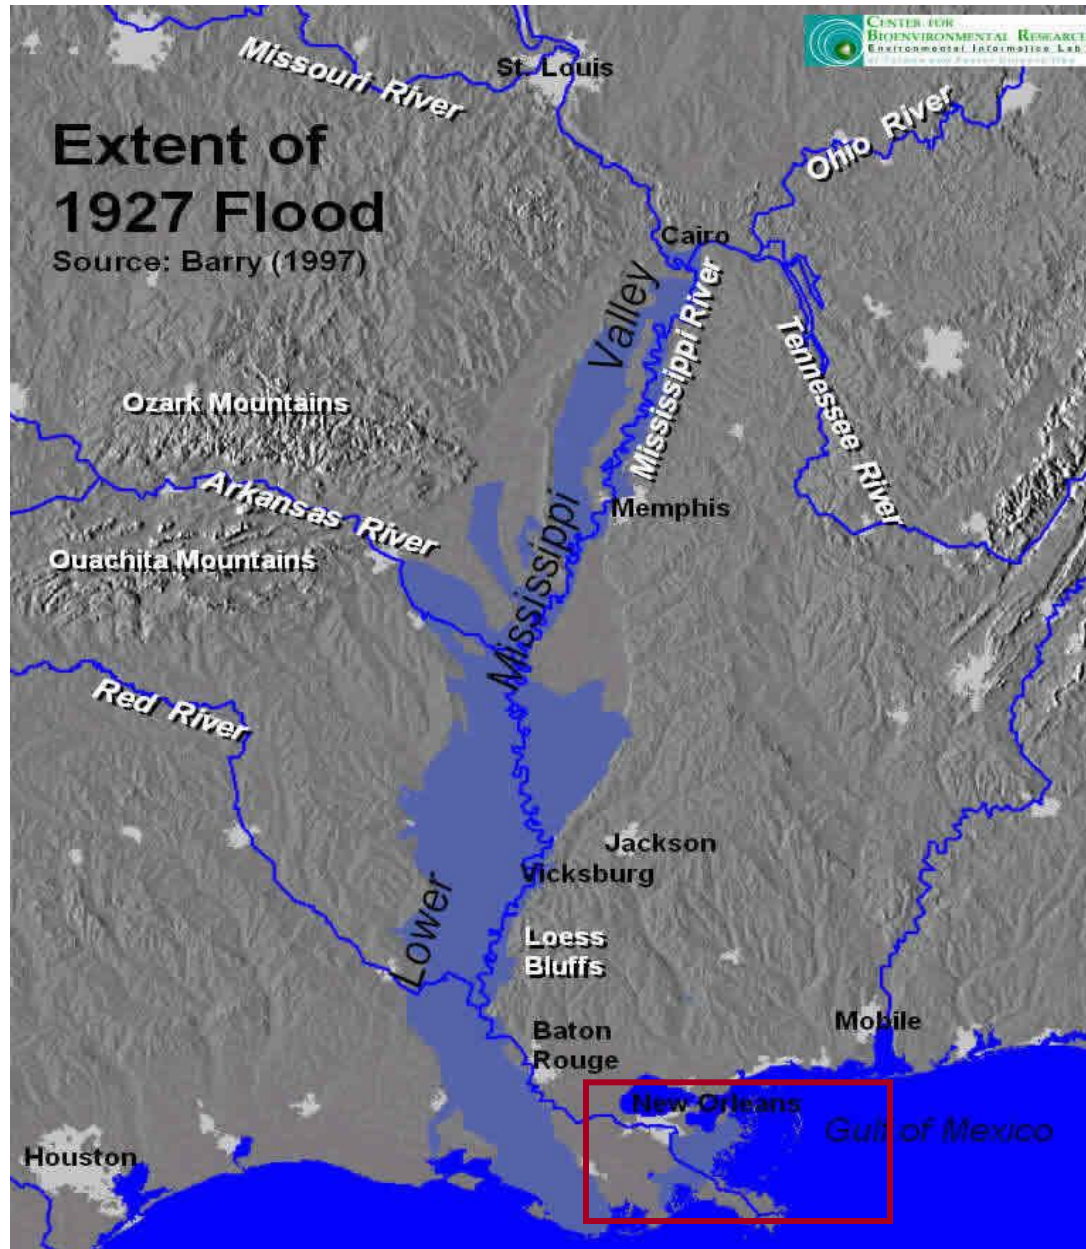 CENTER FOR
BIOENVIRONMENTAL RESEARCH
Environmental Informatics Lab
Missouri River
St. Louis
Ohio River
Extent of
1927 Flood
Source: Barry (1997)
Cairo
Valley
Mississippi River
Tennessee River
Ozark Mountains
Arkansas River
Memphis
Ouachita Mountains
Mississippi
Red River
Jackson
Vicksburg
Lower
Loess
Bluffs
Mobile
Baton
Rouge
New Orleans
Gulf of Mexico
Houston